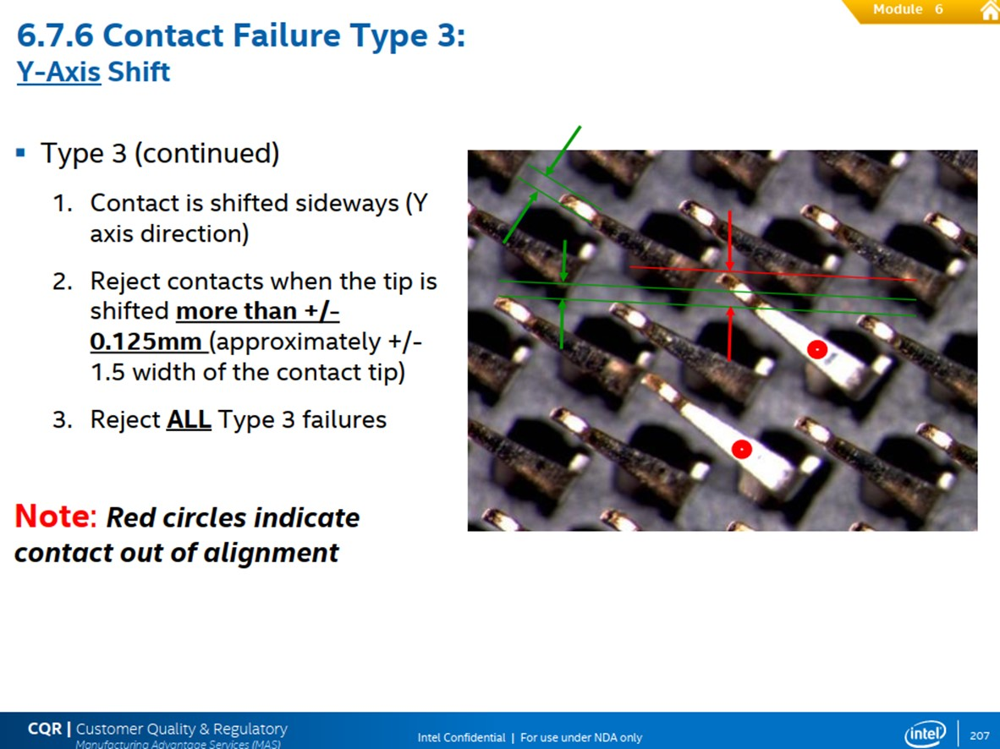 Module 6
6.7.6 Contact Failure Type 3:
Y-Axis Shift
Type 3 (continued)
1. Contact is shifted sideways (Y
axis direction)
2. Reject contacts when the tip is
shifted more than +/-
0.125mm (approximately +/-
1.5 width of the contact tip)
3. Reject ALL Type 3 failures
Note: Red circles indicate
contact out of alignment
CQR | Customer Quality & Regulatory
Manufacturing Advantage Services (MAS)
Intel Confidential | For use under NDA only
intel
207